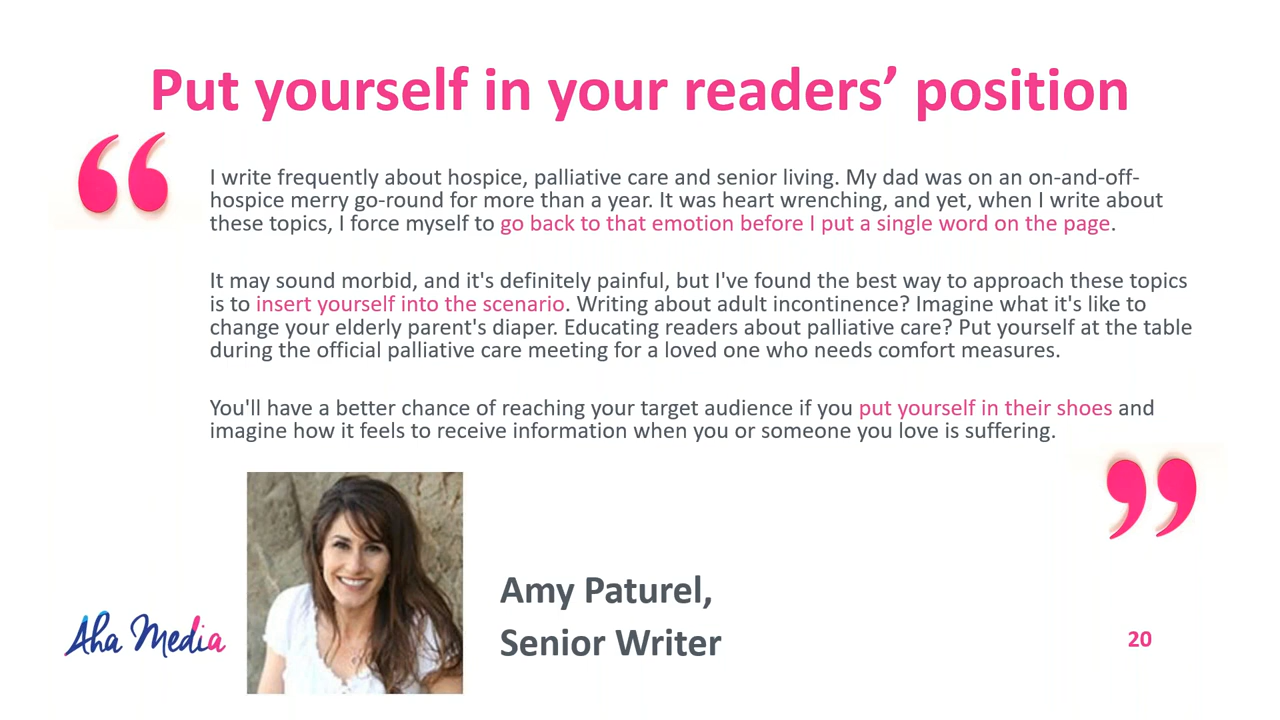 Put yourself in your readers’ position
I write frequently about hospice, palliative care and senior living. My dad was on an on-and-off-
hospice merry go-round for more than a year. It was heart wrenching, and yet, when I write about
these topics, I force myself to go back to that emotion before I put a single word on the page.
It may sound morbid, and it's definitely painful, but I've found the best way to approach these topics
is to insert yourself into the scenario. Writing about adult incontinence? Imagine what it's like to
change your elderly parent's diaper. Educating readers about palliative care? Put yourself at the table
during the official palliative care meeting for a loved one who needs comfort measures.
You'll have a better chance of reaching your target audience if you put yourself in their shoes and
imagine how it feels to receive information when you or someone you love is suffering.
Amy Paturel,
Senior Writer
Aha Media
20